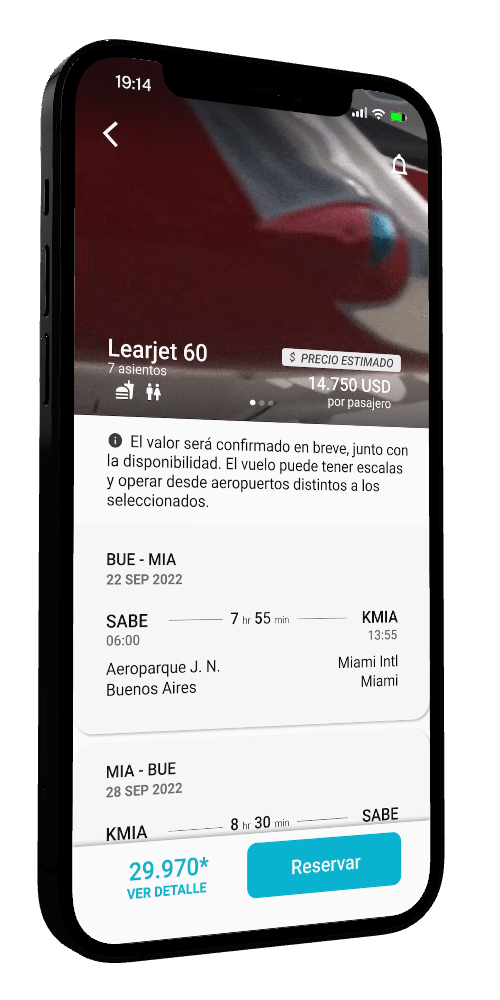 19:14
Learjet 60
7 asientos
$ PRECIO ESTIMADO
14.750 USD
por pasajero
El valor será confirmado en breve, junto con
la disponibilidad. El vuelo puede tener escalas
y operar desde aeropuertos distintos a los
seleccionados.
BUE - MIA
22 SEP 2022
SABE 7 hr 55 min KMIA
06:00 13:55
Aeroparque J. N. Miami Intl
Buenos Aires Miami
MIA - BUE
28 SEP 2022
KMIA 8 hr 30 min SABE
29.970*
VER DETALLE
Reservar